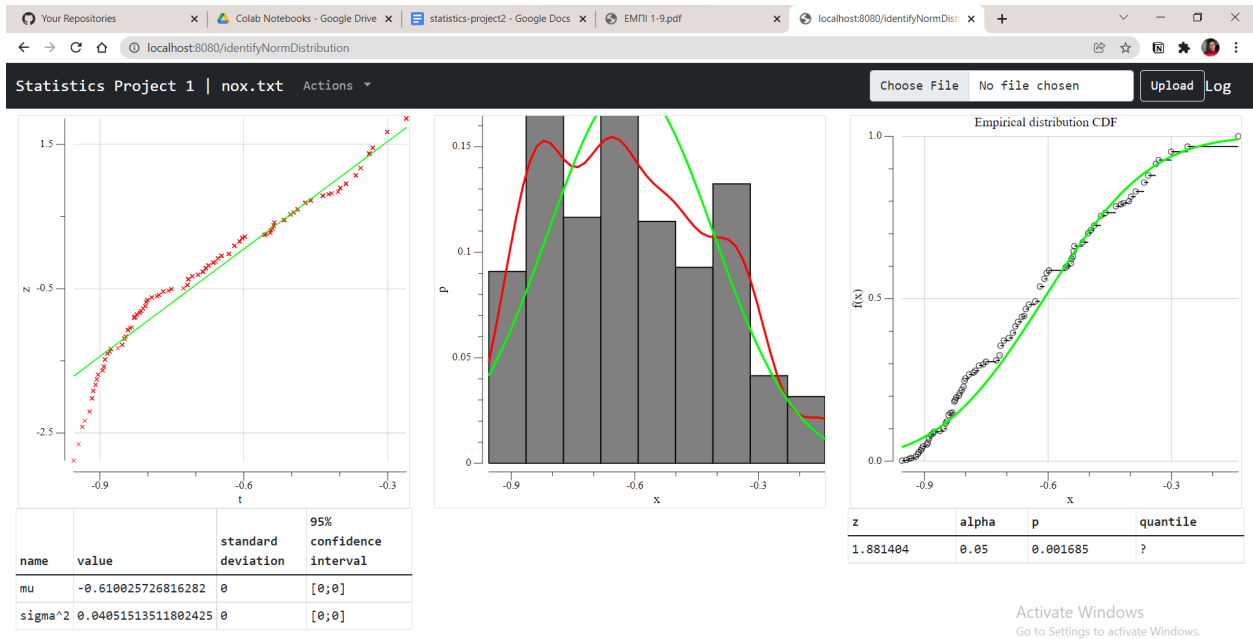 Your Repositories
Colab Notebooks - Google Drive
statistics-project2 - Google Docs
ЕМПІ 1-9.pdf
localhost:8080/identifyNormDist
localhost:8080/identifyNormDistribution
Statistics Project 1 | nox.txt Actions
Choose File No file chosen Upload Log
1.5
-0.5
-2.5
z
-0.9 -0.6 -0.3
t
0.15
0.1
0.05
0
p
-0.9 -0.6 -0.3
x
Empirical distribution CDF
1.0
0.5
0.0
f(x)
-0.9 -0.6 -0.3
x
name value standard deviation 95% confidence interval
mu -0.610025726816282 0 [0;0]
sigma^2 0.04051513511802425 0 [0;0]
z alpha p quantile
1.881404 0.05 0.001685 ?
Activate Windows
Go to Settings to activate Windows.